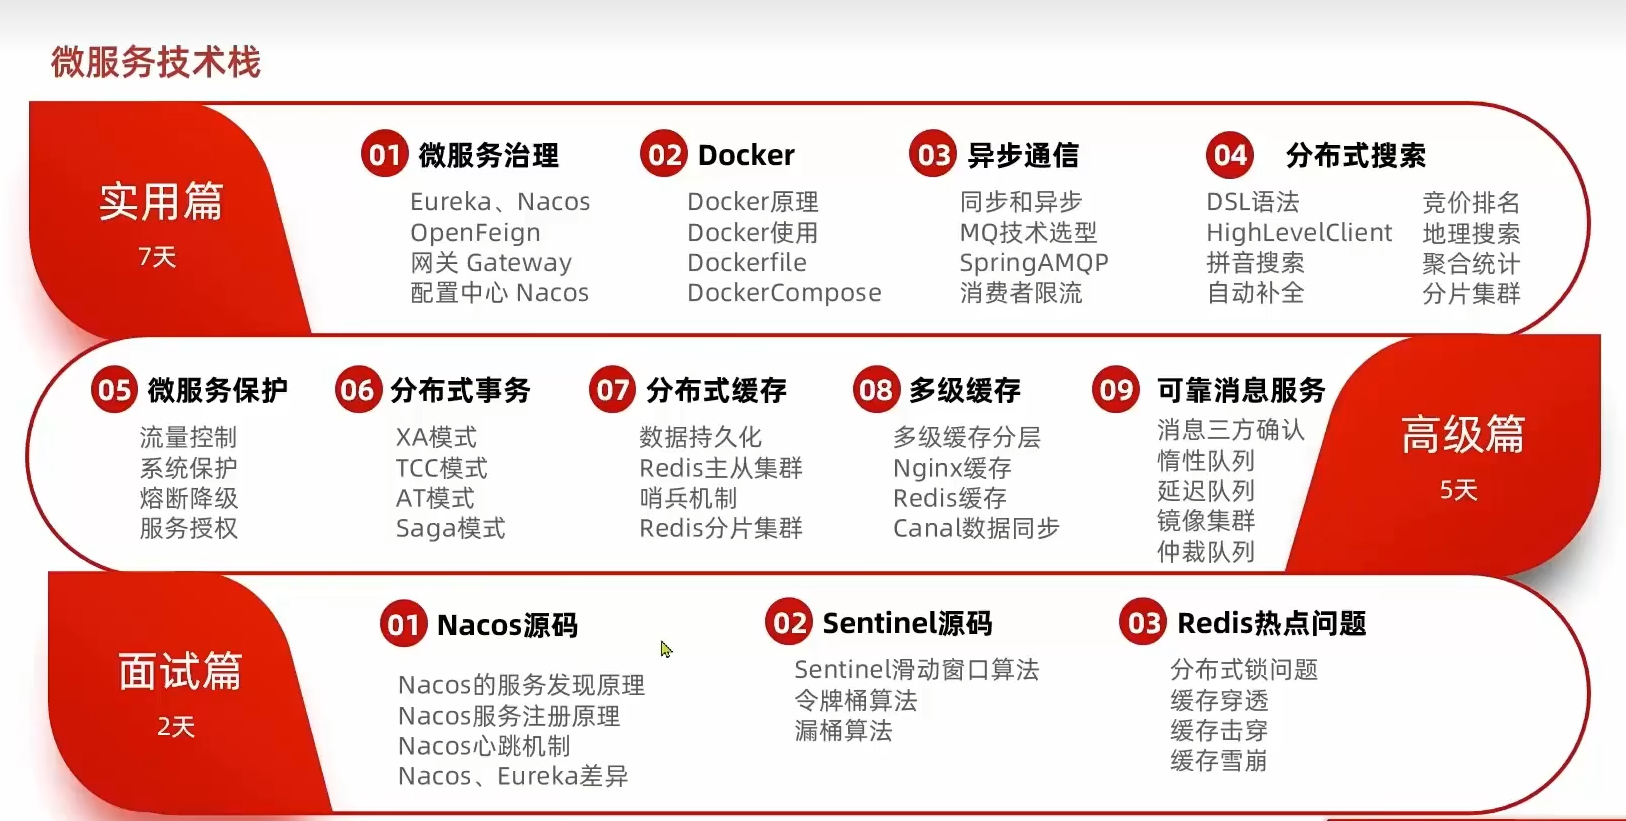 微服务技术栈
实用篇
7天
01 微服务治理
Eureka、Nacos
OpenFeign
网关 Gateway
配置中心 Nacos
02 Docker
Docker原理
Docker使用
Dockerfile
DockerCompose
03 异步通信
同步和异步
MQ技术选型
SpringAMQP
消费者限流
04 分布式搜索
DSL语法
HighLevelClient
拼音搜索
自动补全
竞价排名
地理搜索
聚合统计
分片集群
05 微服务保护
流量控制
系统保护
熔断降级
服务授权
06 分布式事务
XA模式
TCC模式
AT模式
Saga模式
07 分布式缓存
数据持久化
Redis主从集群
哨兵机制
Redis分片集群
08 多级缓存
多级缓存分层
Nginx缓存
Redis缓存
Canal数据同步
09 可靠消息服务
消息三方确认
惰性队列
延迟队列
镜像集群
仲裁队列
高级篇
5天
面试篇
2天
01 Nacos源码
Nacos的服务发现原理
Nacos服务注册原理
Nacos心跳机制
Nacos、Eureka差异
02 Sentinel源码
Sentinel滑动窗口算法
令牌桶算法
漏桶算法
03 Redis热点问题
分布式锁问题
缓存穿透
缓存击穿
缓存雪崩